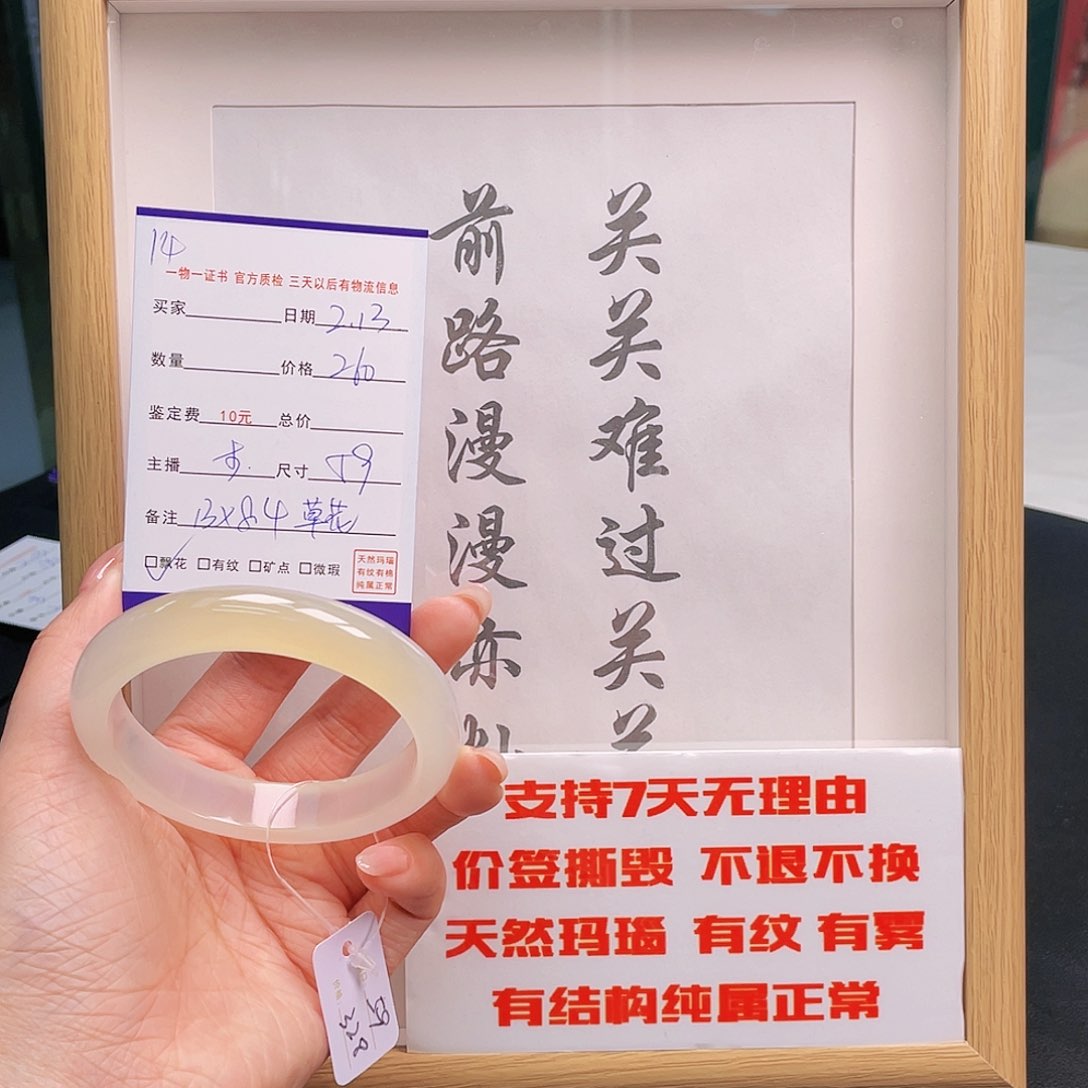 14
一物一证书 官方质检 三天以后有物流信息
买家 日期 2.13
数量 价格 260
鉴定费 10元 总价
主播 尺寸 59
备注 13×8.4 草花
☑飘花 □有纹 □矿点 □微瑕
天然玛瑙
有纹有棉
纯属正常
关关难过关关
前路漫漫亦
支持7天无理由
价签撕毁 不退不换
天然玛瑙 有纹 有雾
有结构纯属正常
59
328